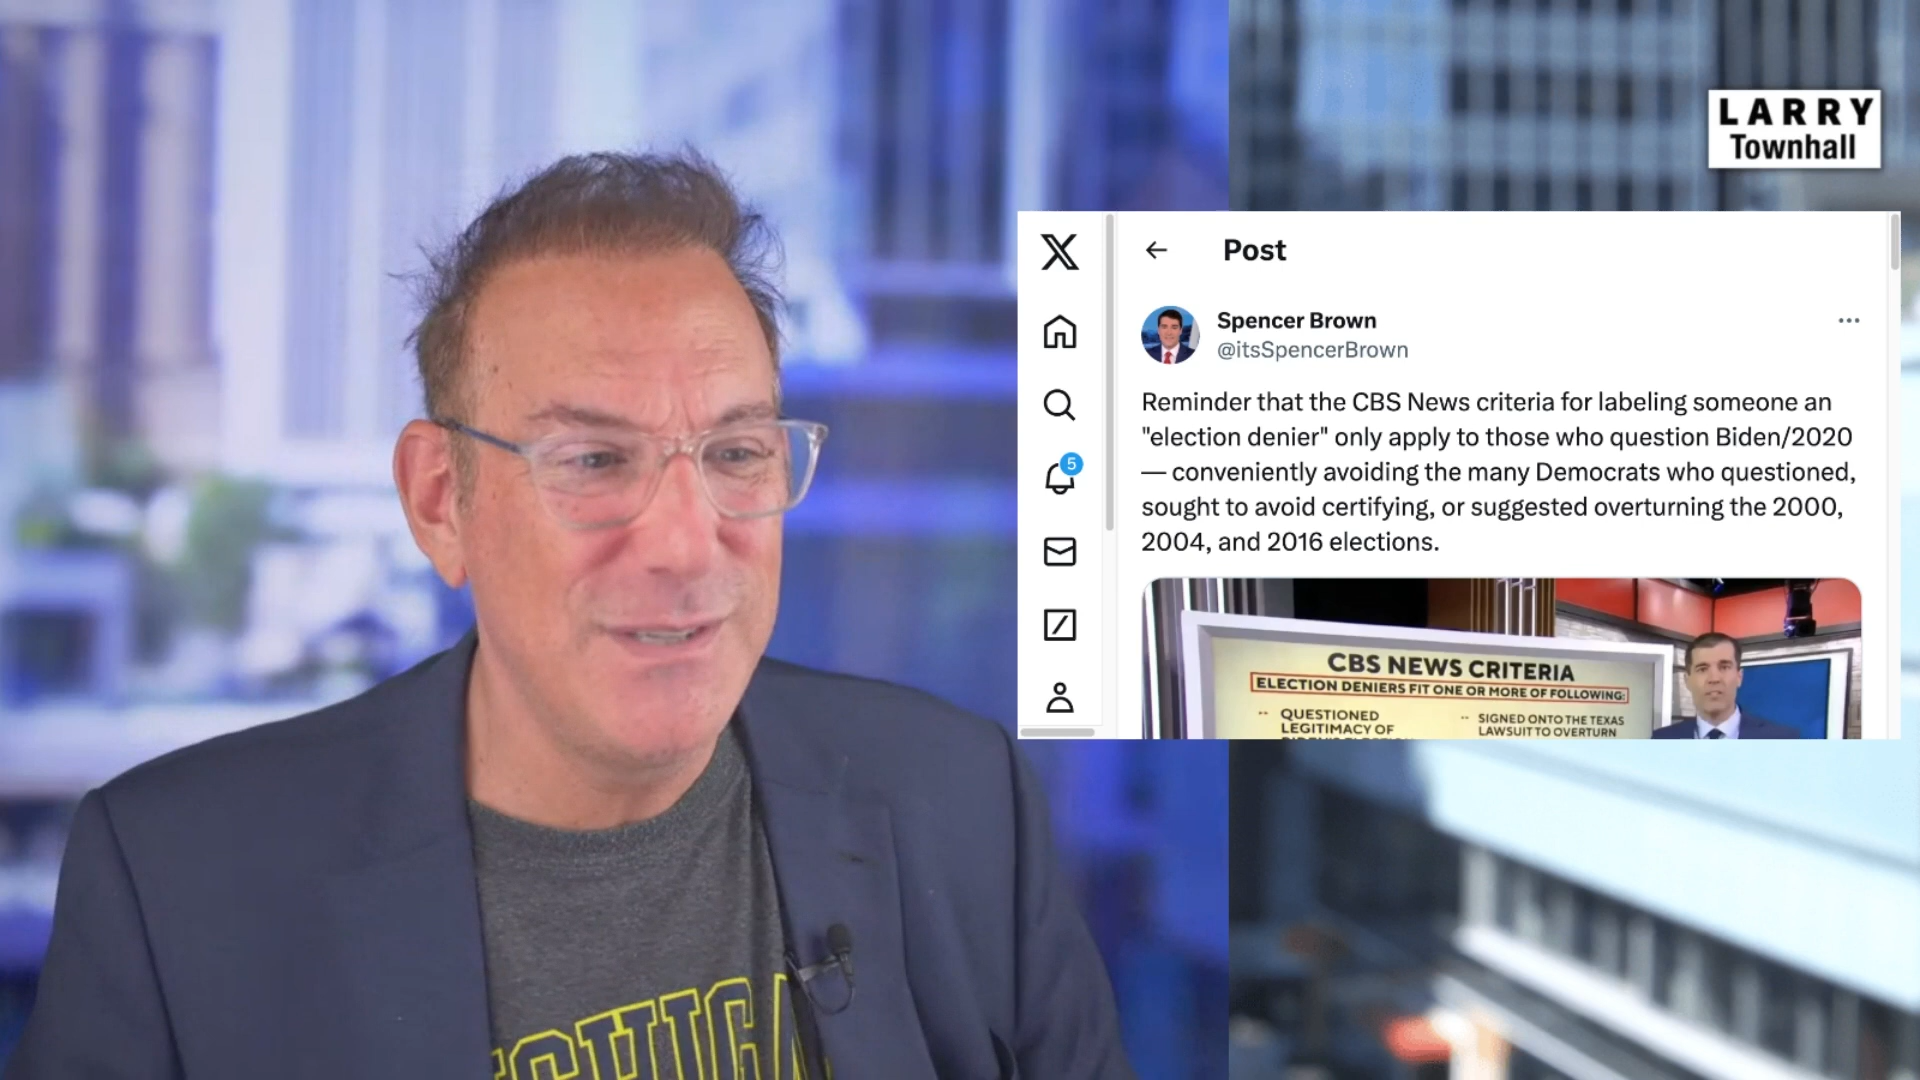 LARRY
Townhall
Post
Spencer Brown
@itsSpencerBrown
Reminder that the CBS News criteria for labeling someone an
"election denier" only apply to those who question Biden/2020
— conveniently avoiding the many Democrats who questioned,
sought to avoid certifying, or suggested overturning the 2000,
2004, and 2016 elections.
5
CBS NEWS CRITERIA
ELECTION DENIERS FIT ONE OR MORE OF FOLLOWING:
-- QUESTIONED
LEGITIMACY OF
-- SIGNED ONTO THE TEXAS
LAWSUIT TO OVERTURN